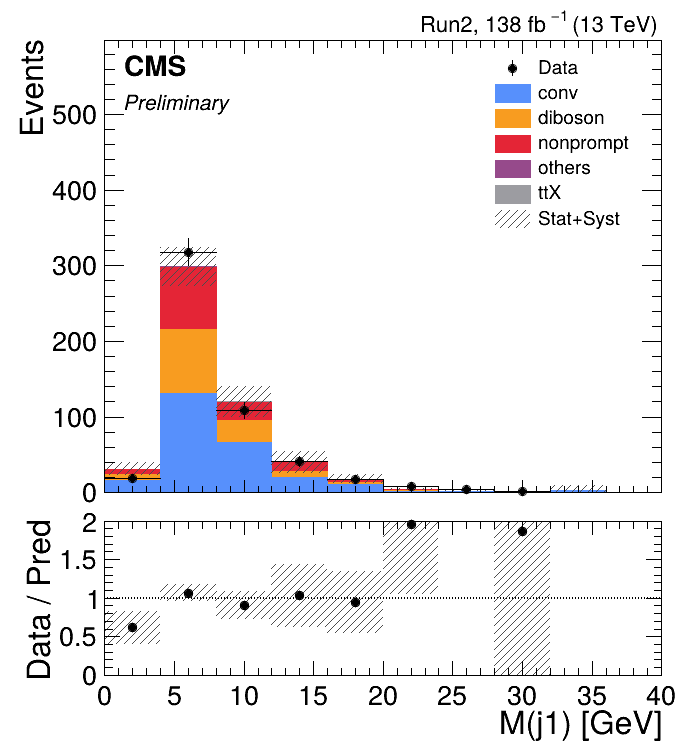 Run2, 138 fb⁻¹ (13 TeV)
CMS
Preliminary
Events
500
400
300
200
100
0
Data
conv
diboson
nonprompt
others
ttX
Stat+Syst
Data / Pred
2
1.5
1
0.5
0
0 5 10 15 20 25 30 35 40
M(j1) [GeV]